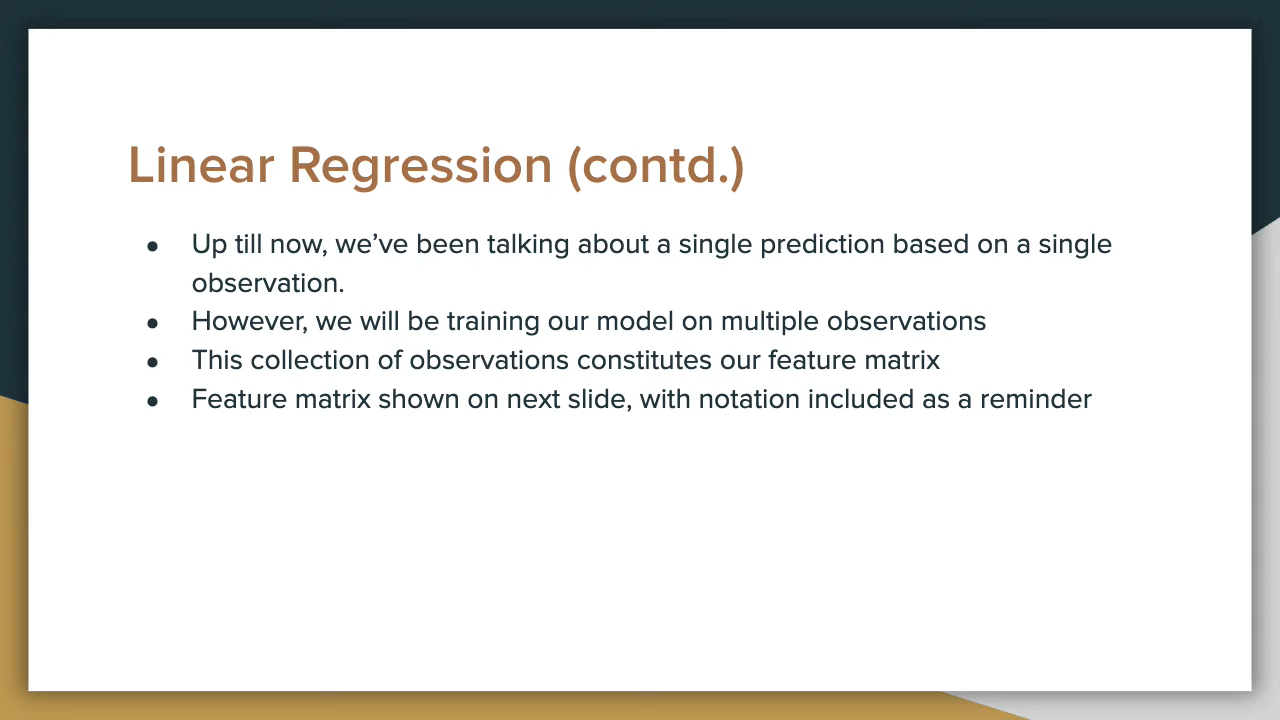 Linear Regression (contd.)
● Up till now, we’ve been talking about a single prediction based on a single
observation.
● However, we will be training our model on multiple observations
● This collection of observations constitutes our feature matrix
● Feature matrix shown on next slide, with notation included as a reminder